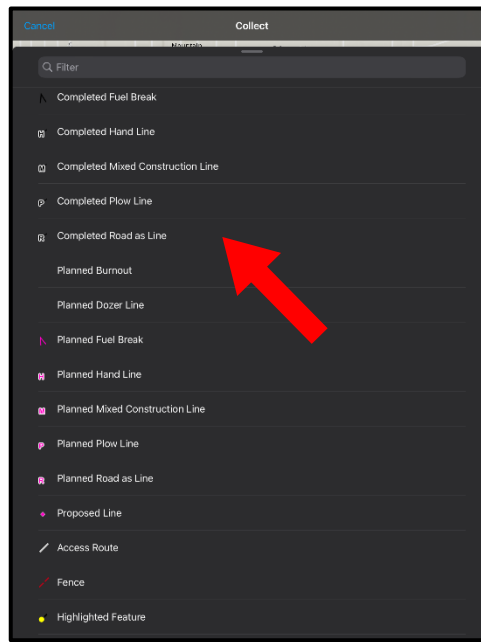 Cancel
Collect
Filter
Completed Fuel Break
H Completed Hand Line
M Completed Mixed Construction Line
P Completed Plow Line
R Completed Road as Line
Planned Burnout
Planned Dozer Line
Planned Fuel Break
H Planned Hand Line
M Planned Mixed Construction Line
P Planned Plow Line
R Planned Road as Line
Proposed Line
Access Route
Fence
Highlighted Feature